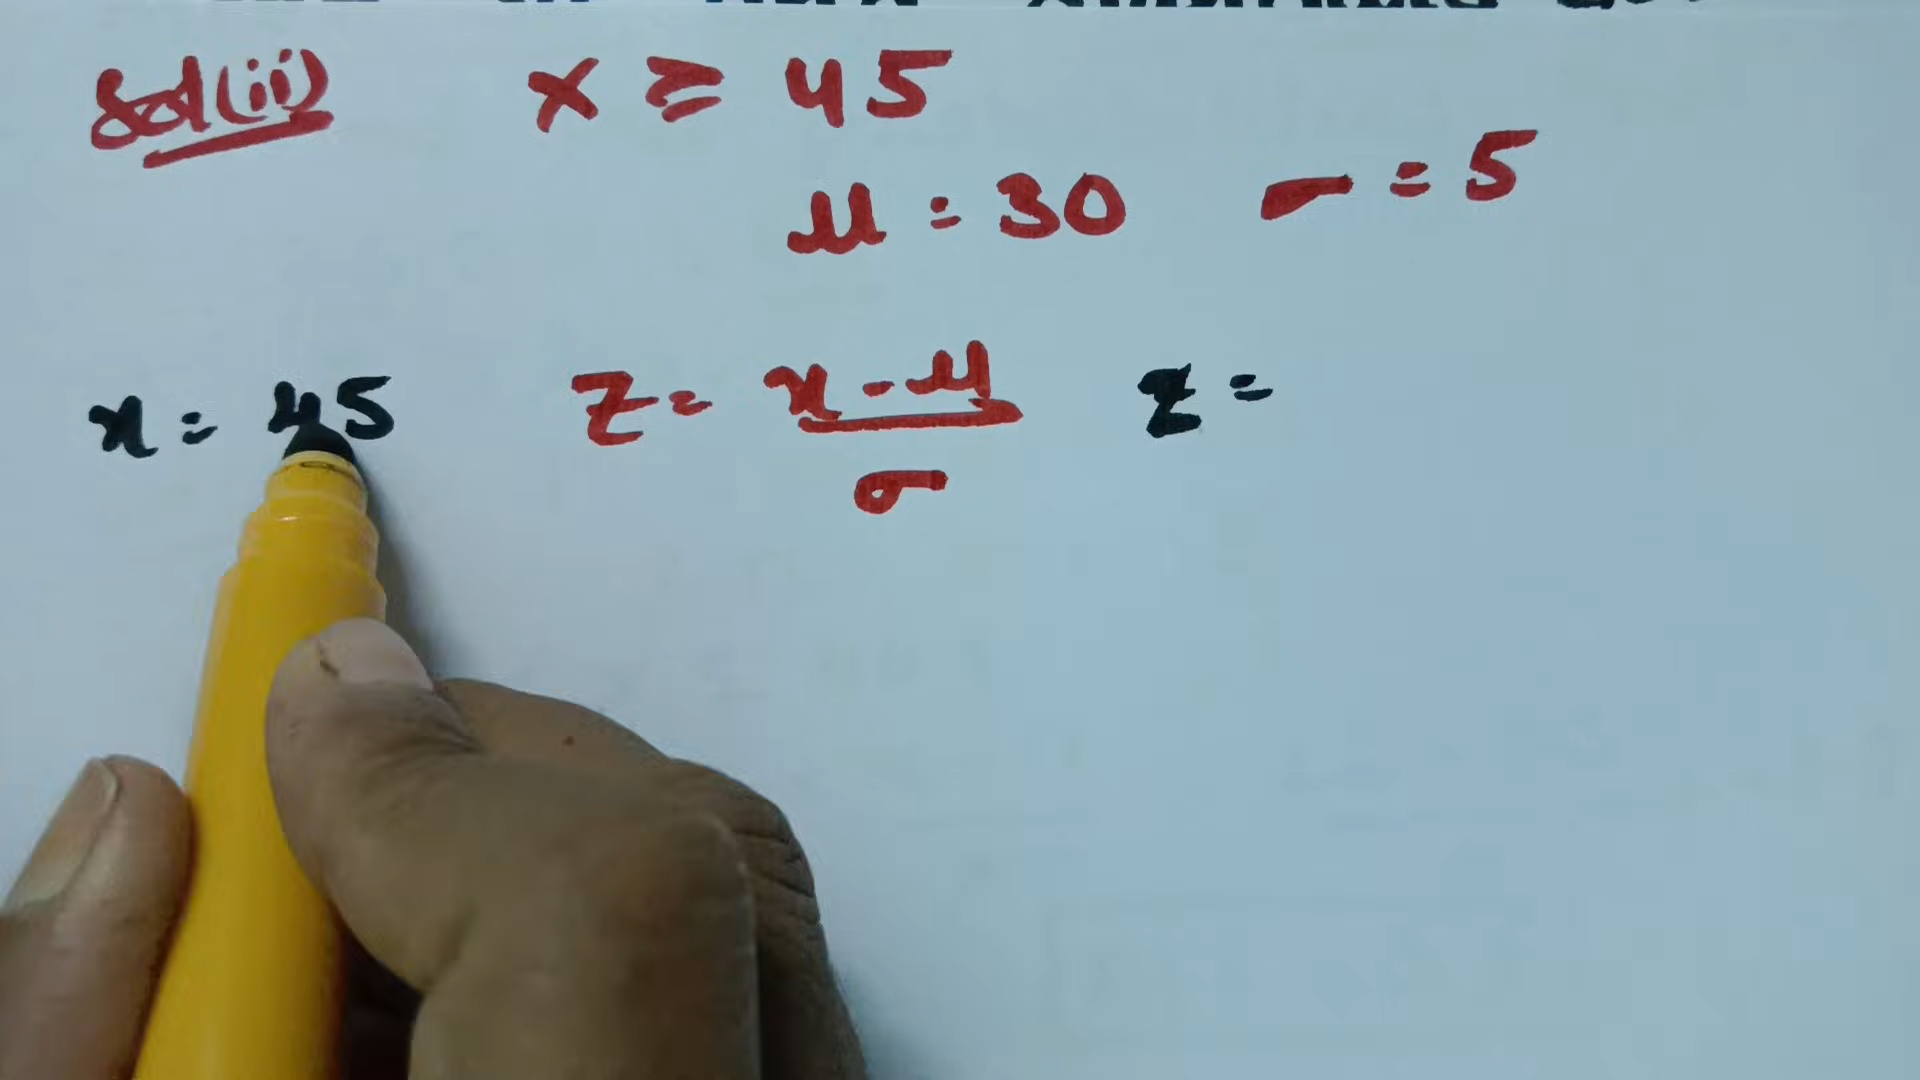 Sol(ii) x ≥ 45
μ = 30 - = 5
x = 45 z = x - μ / σ z =